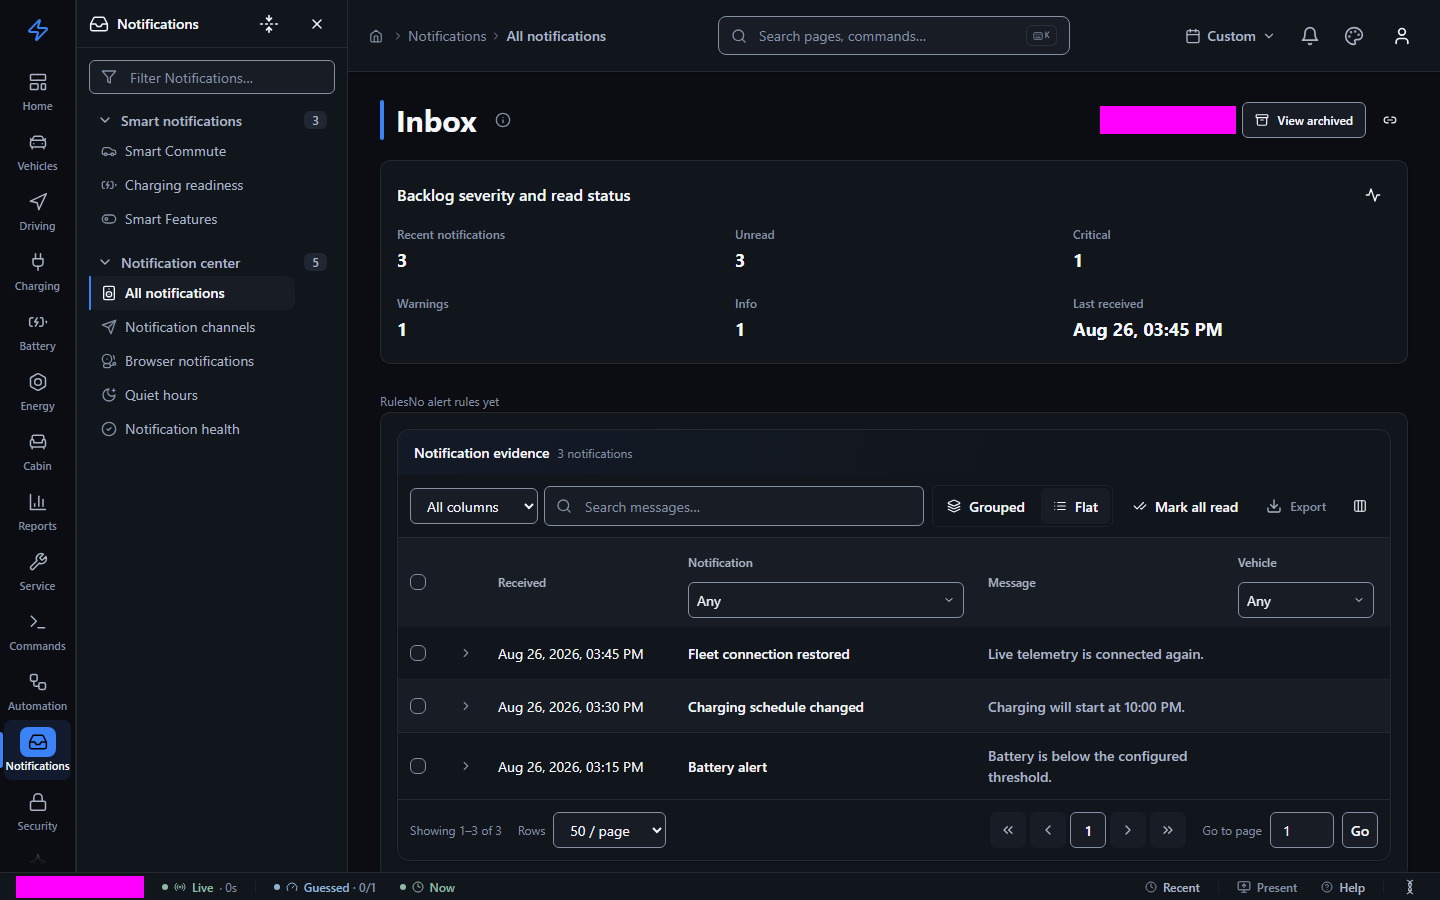 Notifications
Notifications
All notifications
Search pages, commands...
K
Custom
Home
Vehicles
Driving
Charging
Battery
Energy
Cabin
Reports
Service
Commands
Automation
Notifications
Security
Filter Notifications...
Smart notifications
3
Smart Commute
Charging readiness
Smart Features
Notification center
5
All notifications
Notification channels
Browser notifications
Quiet hours
Notification health
Inbox
View archived
Backlog severity and read status
Recent notifications
3
Unread
3
Critical
1
Warnings
1
Info
1
Last received
Aug 26, 03:45 PM
RulesNo alert rules yet
Notification evidence 3 notifications
All columns
Search messages...
Grouped
Flat
Mark all read
Export
Received
Notification
Any
Message
Vehicle
Any
Aug 26, 2026, 03:45 PM Fleet connection restored Live telemetry is connected again.
Aug 26, 2026, 03:30 PM Charging schedule changed Charging will start at 10:00 PM.
Aug 26, 2026, 03:15 PM Battery alert Battery is below the configured
threshold.
Showing 1–3 of 3 Rows 50 / page
1
Go to page 1 Go
Live · 0s
Guessed · 0/1
Now
Recent
Present
Help